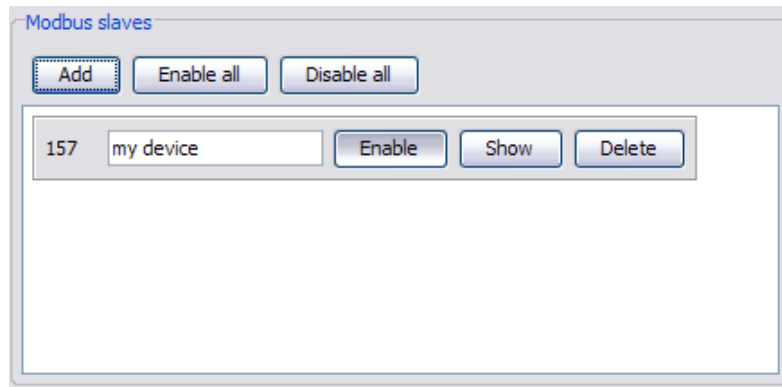 Modbus slaves
Add Enable all Disable all
157 my device Enable Show Delete